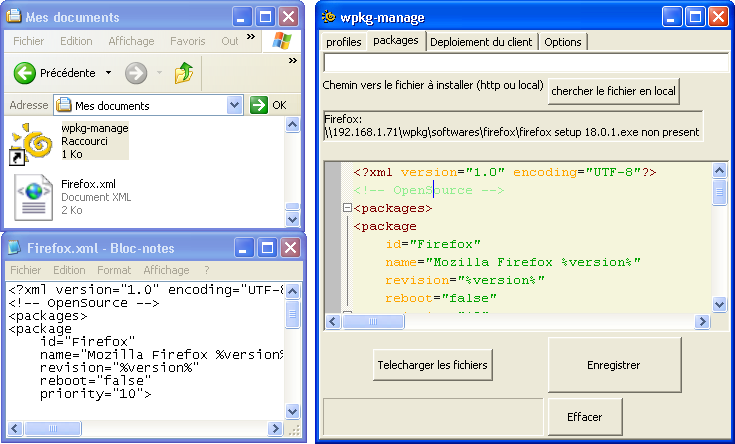 Mes documents
Fichier Edition Affichage Favoris Out »
Précédente »
Adresse Mes documents OK
wpkg-manage
Raccourci
1 Ko
Firefox.xml
Document XML
2 Ko
Firefox.xml - Bloc-notes
Fichier Edition Format Affichage ?
<?xml version="1.0" encoding="UTF-8
<!-- OpenSource -->
<packages>
<package
id="Firefox"
name="Mozilla Firefox %version%
revision="%version%"
reboot="false"
priority="10">
wpkg-manage
profiles packages Deploiement du client Options
Chemin vers le fichier à installer (http ou local) chercher le fichier en local
Firefox:
\\192.168.1.71\wpkg\softwares\firefox\firefox setup 18.0.1.exe non present
<?xml version="1.0" encoding="UTF-8"?>
<!-- OpenSource -->
<packages>
<package
id="Firefox"
name="Mozilla Firefox %version%"
revision="%version%"
reboot="false"
Telecharger les fichiers
Enregistrer
Effacer